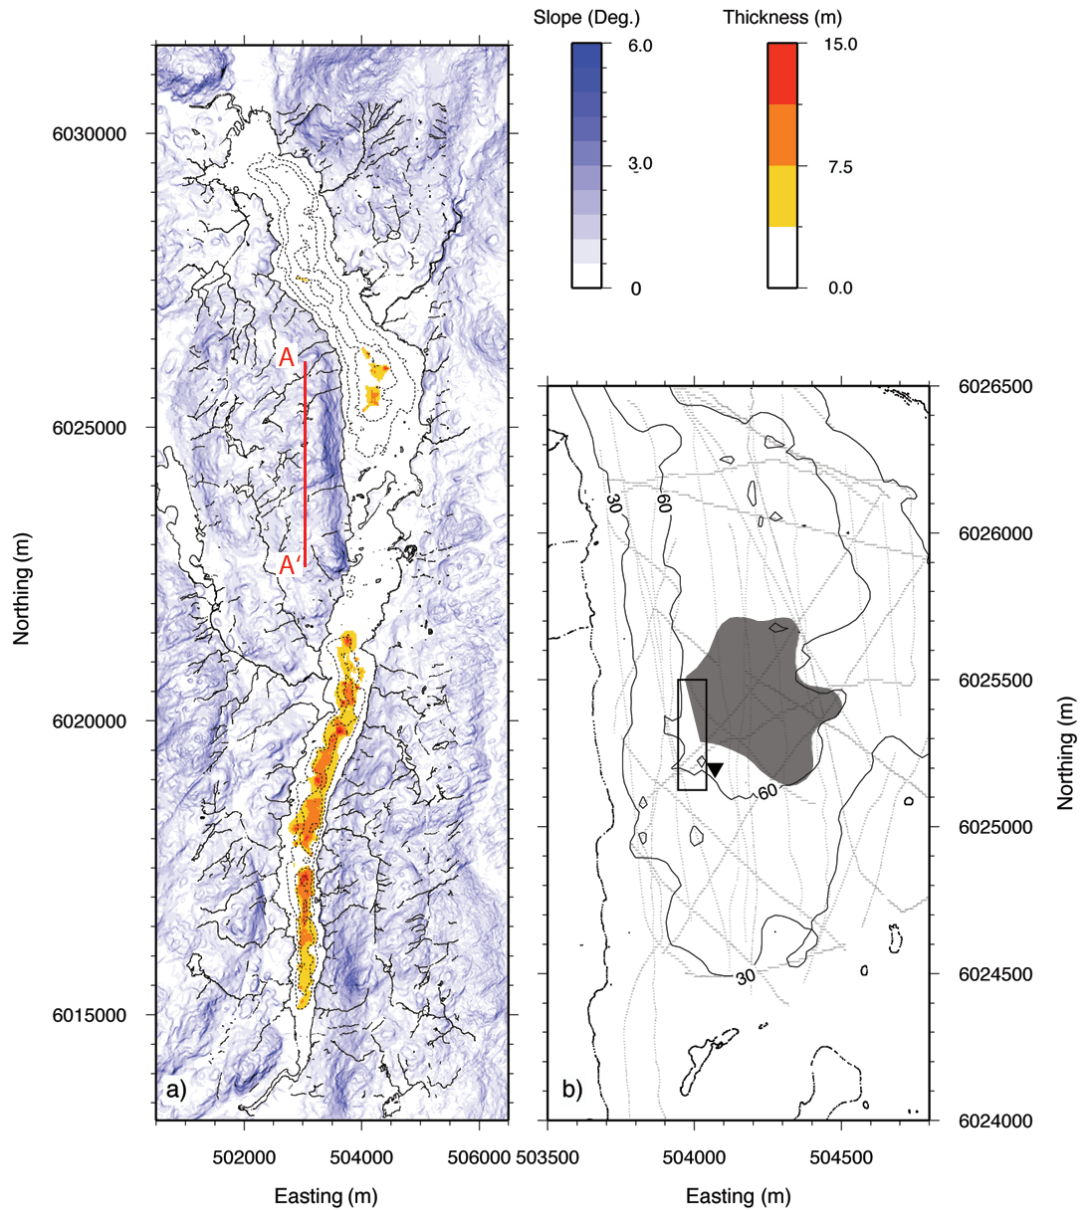 Slope (Deg.)
Thickness (m)
6.0
3.0
0
15.0
7.5
0.0
6030000
6025000
6020000
6015000
Northing (m)
A
A'
a)
502000
504000
506000
Easting (m)
30
60
60
30
b)
6026500
6026000
6025500
6025000
6024500
6024000
Northing (m)
503500
504000
504500
Easting (m)